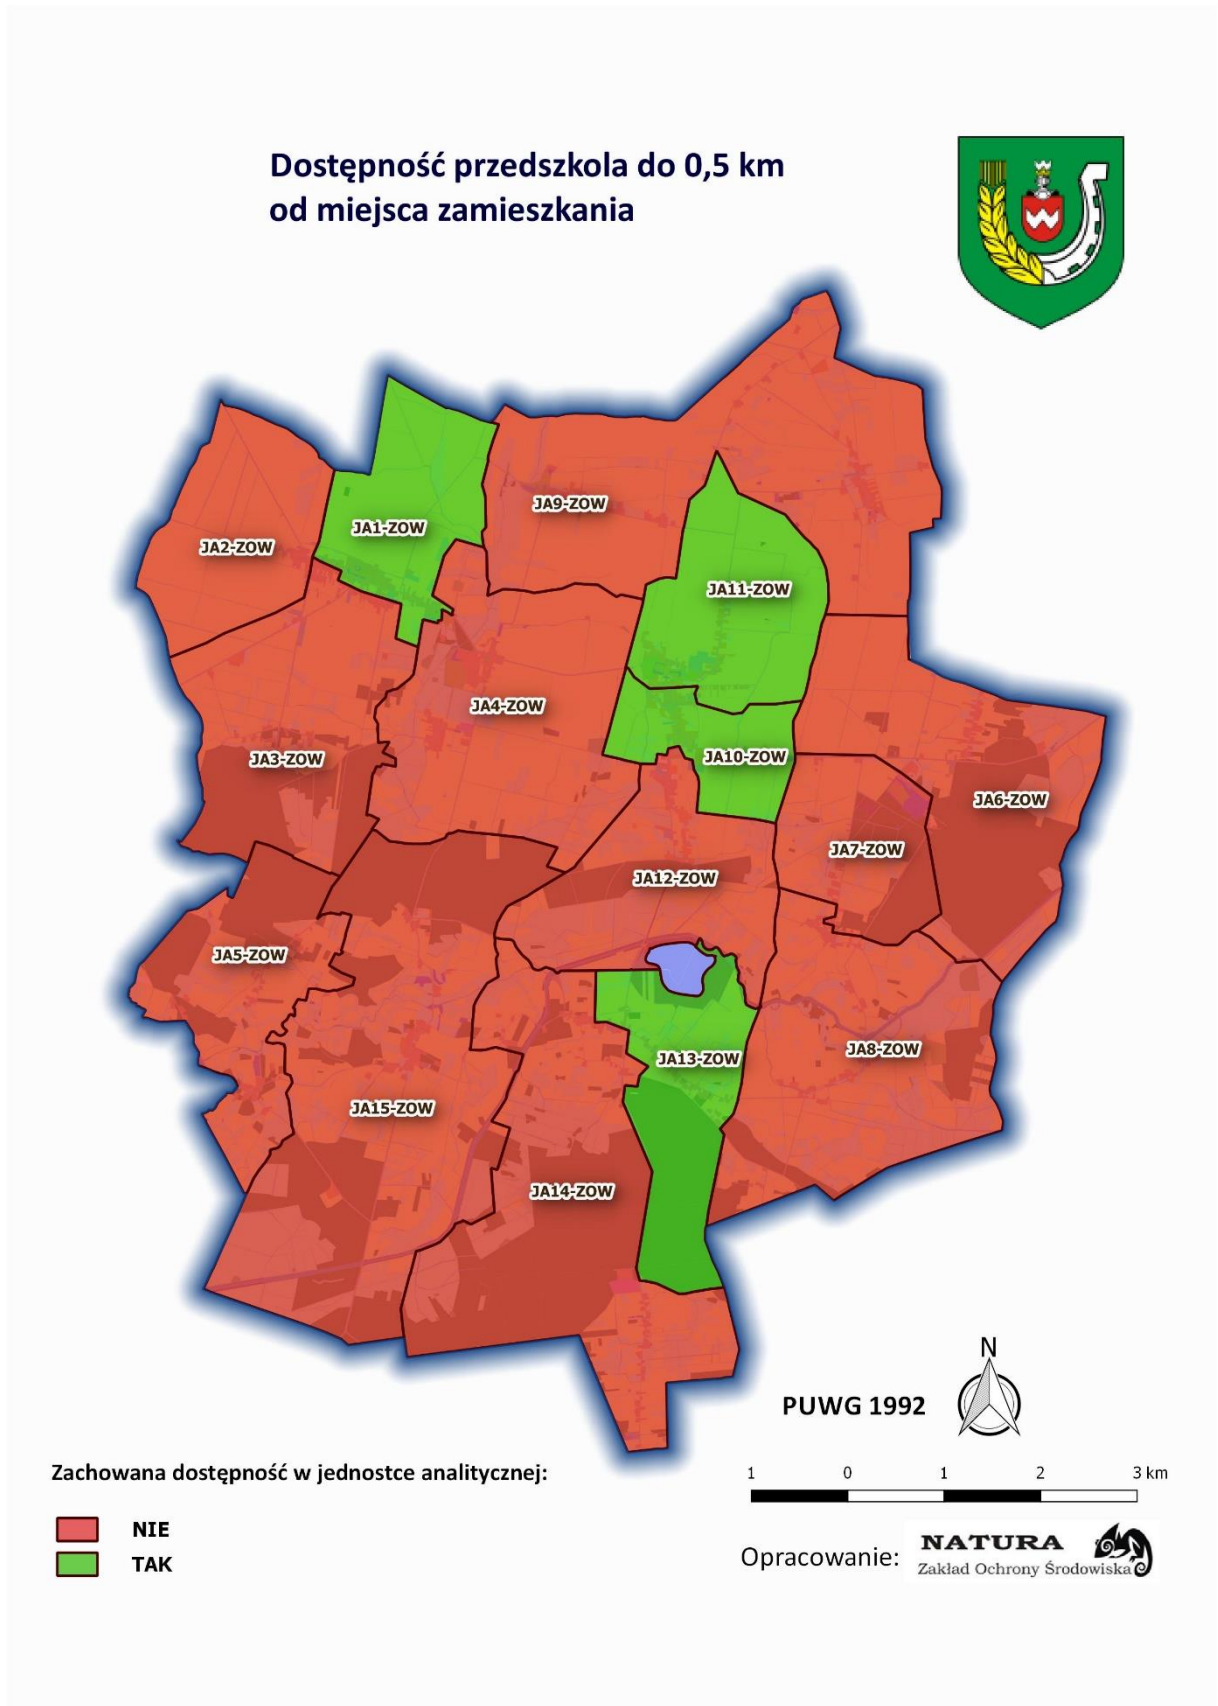 Dostępność przedszkola do 0,5 km
od miejsca zamieszkania
JA9-ZOW
JA1-ZOW
JA2-ZOW
JA11-ZOW
JA4-ZOW
JA3-ZOW
JA10-ZOW
JA6-ZOW
JA7-ZOW
JA12-ZOW
JA5-ZOW
JA8-ZOW
JA13-ZOW
JA15-ZOW
JA14-ZOW
N
PUWG 1992
Zachowana dostępność w jednostce analitycznej:
NIE
TAK
1 0 1 2 3 km
Opracowanie:
NATURA
Zakład Ochrony Środowiska